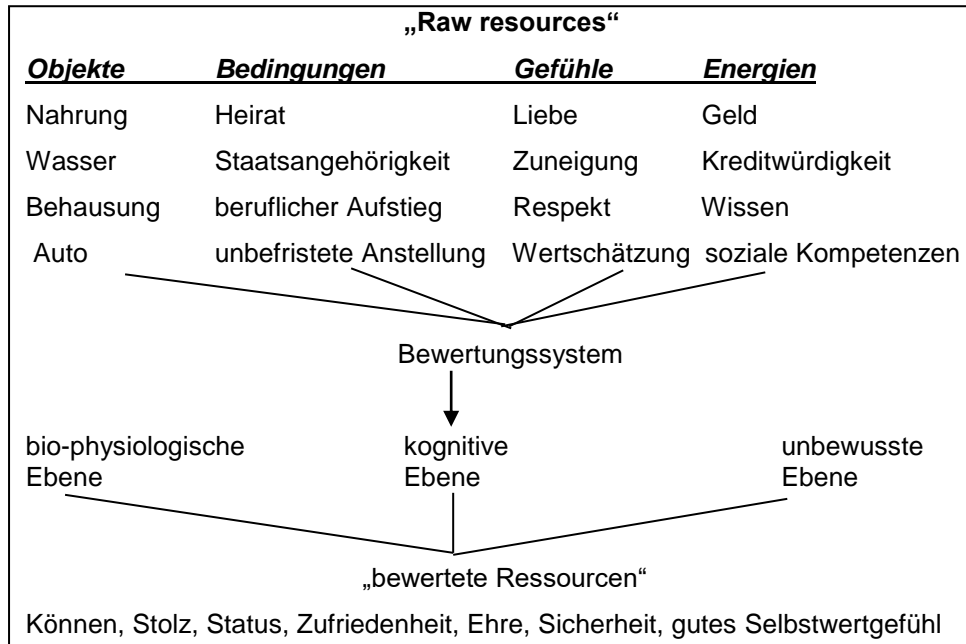 „Raw resources“
Objekte Bedingungen Gefühle Energien
Nahrung Heirat Liebe Geld
Wasser Staatsangehörigkeit Zuneigung Kreditwürdigkeit
Behausung beruflicher Aufstieg Respekt Wissen
Auto unbefristete Anstellung Wertschätzung soziale Kompetenzen
Bewertungssystem
bio-physiologische kognitive unbewusste
Ebene Ebene Ebene
„bewertete Ressourcen“
Können, Stolz, Status, Zufriedenheit, Ehre, Sicherheit, gutes Selbstwertgefühl